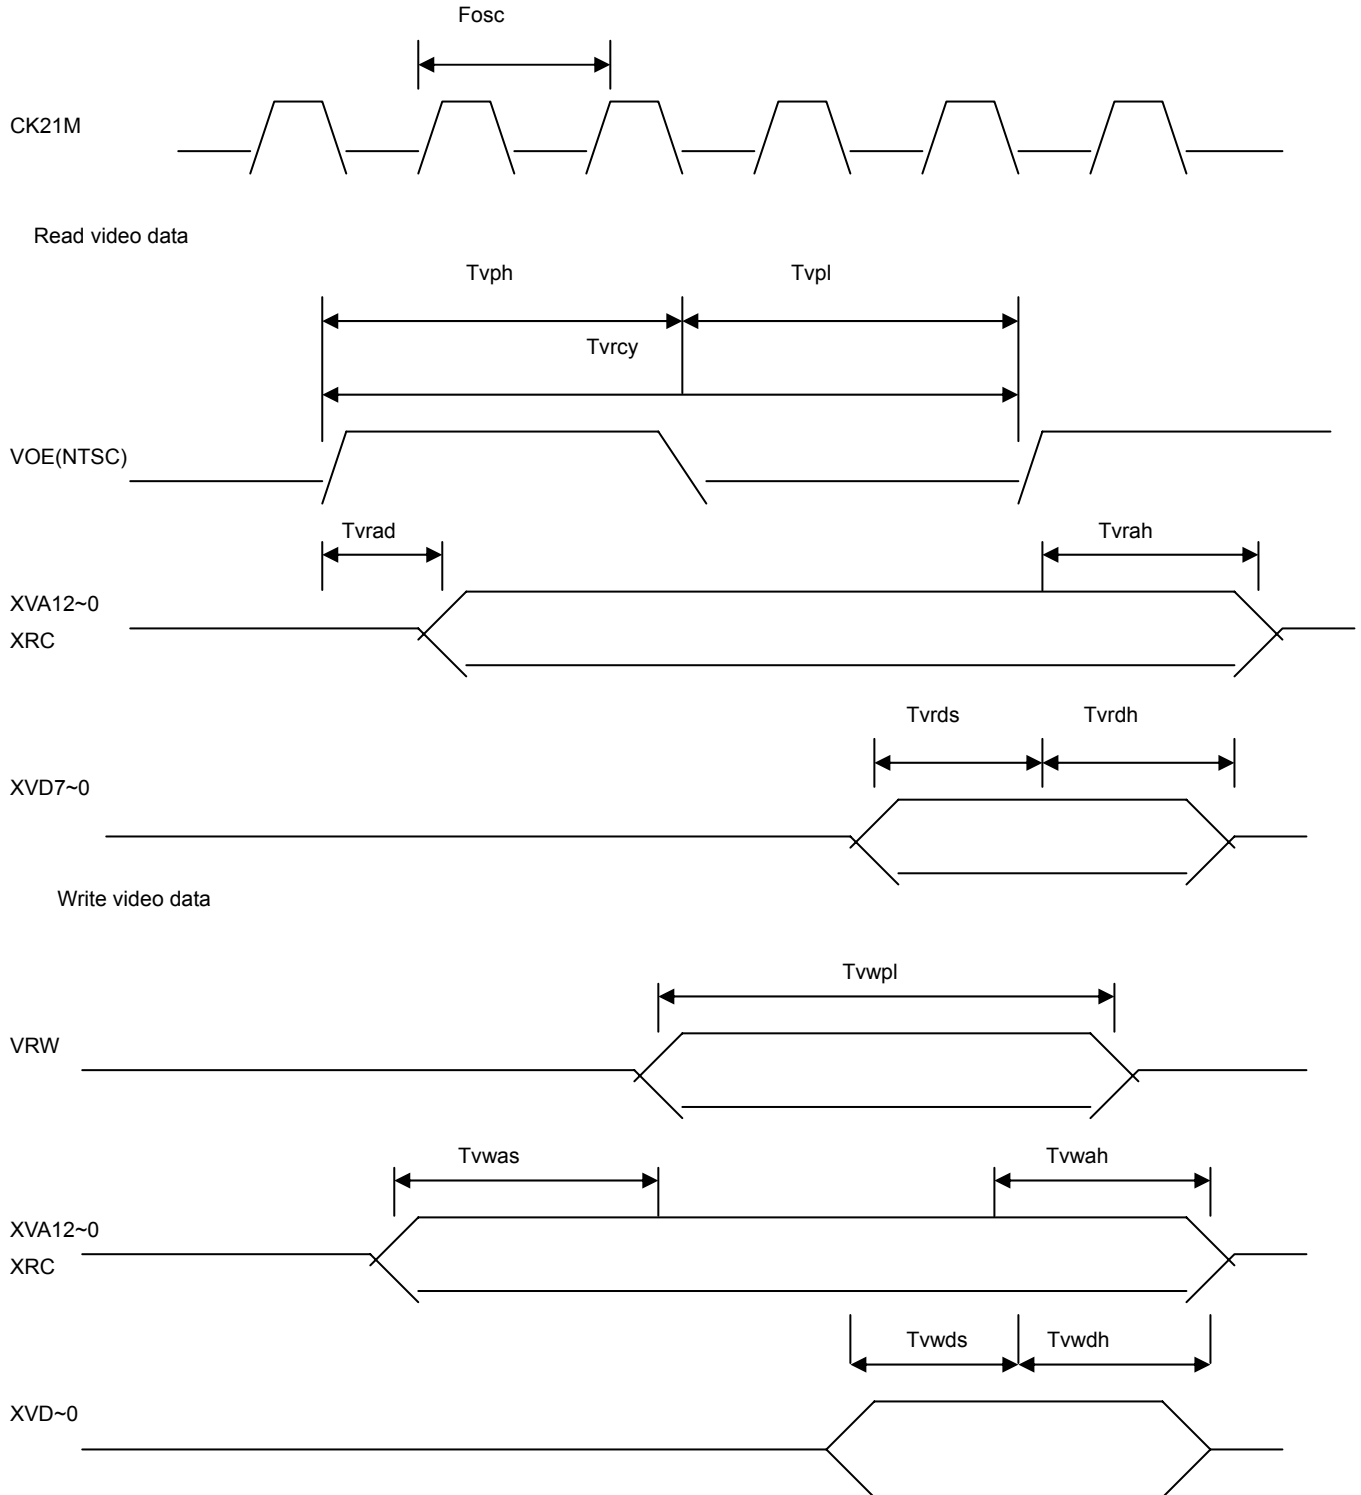 Fosc
CK21M
Read video data
Tvph Tvpl
Tvrcy
VOE(NTSC)
Tvrad Tvrah
XVA12~0
XRC
Tvrds Tvrdh
XVD7~0
Write video data
Tvwpl
VRW
Tvwas Tvwah
XVA12~0
XRC
Tvwds Tvwdh
XVD~0